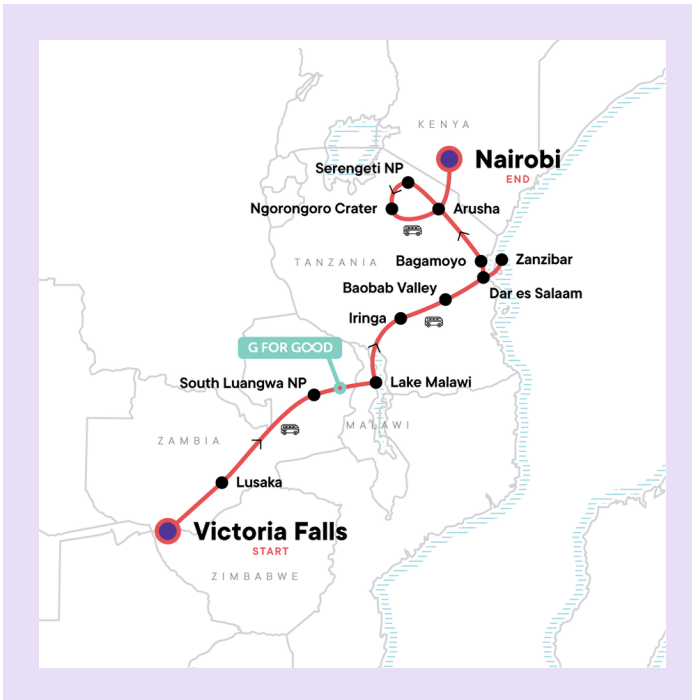 KENYA
Nairobi
END
Serengeti NP
Ngorongoro Crater
Arusha
TANZANIA
Bagamoyo
Zanzibar
Baobab Valley
Dar es Salaam
Iringa
G FOR GOOD
South Luangwa NP
Lake Malawi
MALAWI
ZAMBIA
Lusaka
Victoria Falls
START
ZIMBABWE